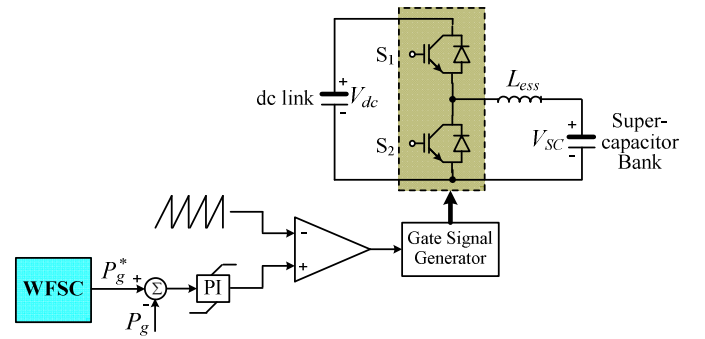 S1
dc link
+
Vdc
-
S2
Less
+
VSC
-
Super-
capacitor
Bank
-
+
Gate Signal
Generator
WFSC
Pg*
+
Σ
-
Pg
PI